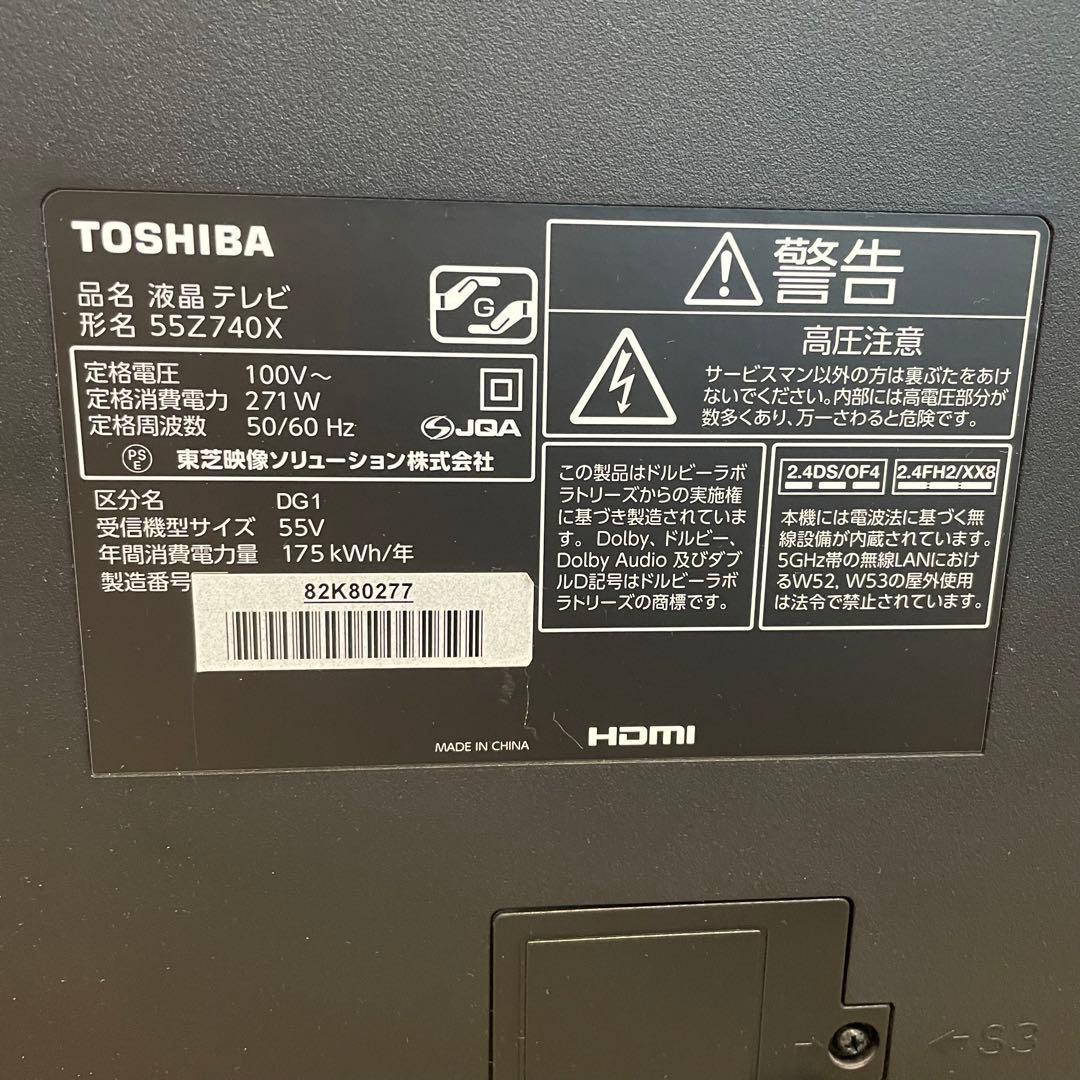 TOSHIBA
品名 液晶テレビ
形名 55Z740X
G
定格電圧 100V～
定格消費電力 271W
定格周波数 50/60 Hz
JQA
PS
E
東芝映像ソリューション株式会社
区分名 DG1
受信機型サイズ 55V
年間消費電力量 175 kWh/年
製造番号
82K80277
MADE IN CHINA
HDMI
警告
高圧注意
サービスマン以外の方は裏ぶたをあけ
ないでください。内部には高電圧部分が
数多くあり、万一さわると危険です。
この製品はドルビーラボ
ラトリーズからの実施権
に基づき製造されていま
す。 Dolby、ドルビー、
Dolby Audio 及びダブ
ルD記号はドルビーラボ
ラトリーズの商標です。
2.4DS/OF4
2.4FH2/XX8
本機には電波法に基づく無
線設備が内蔵されています。
5GHz帯の無線LANにおけ
るW52, W53の屋外使用
は法令で禁止されています。
←S3